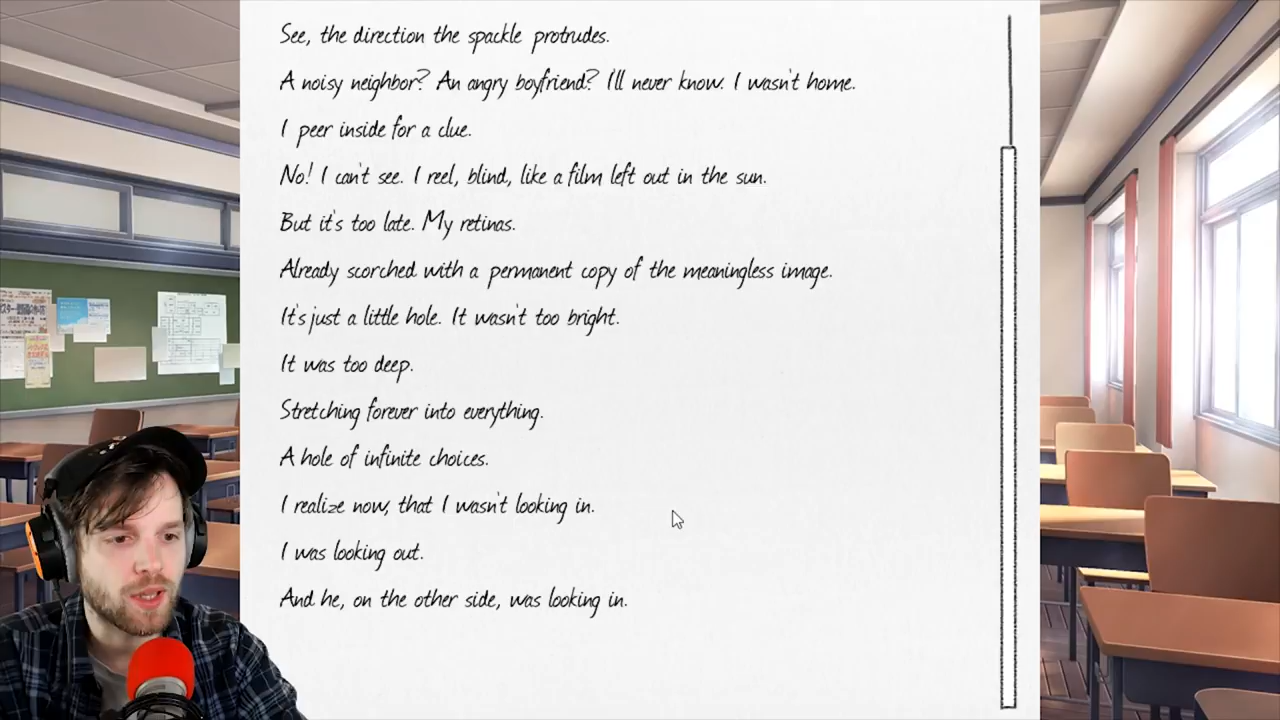 See, the direction the spackle protrudes.
A noisy neighbor? An angry boyfriend? I'll never know. I wasn't home.
I peer inside for a clue.
No! I can't see. I reel, blind, like a film left out in the sun.
But it's too late. My retinas.
Already scorched with a permanent copy of the meaningless image.
It's just a little hole. It wasn't too bright.
It was too deep.
Stretching forever into everything.
A hole of infinite choices.
I realize now, that I wasn't looking in.
I was looking out.
And he, on the other side, was looking in.